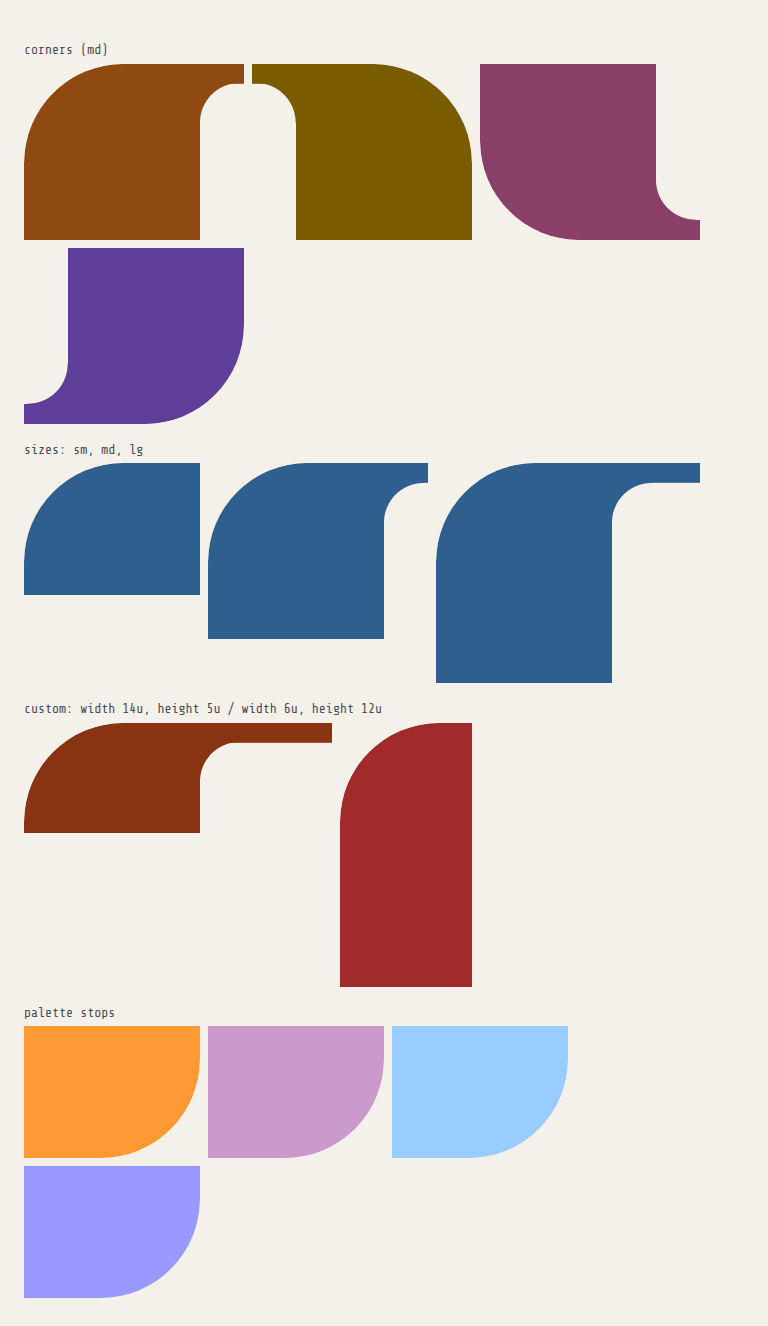 corners (md)
sizes: sm, md, lg
custom: width 14u, height 5u / width 6u, height 12u
palette stops